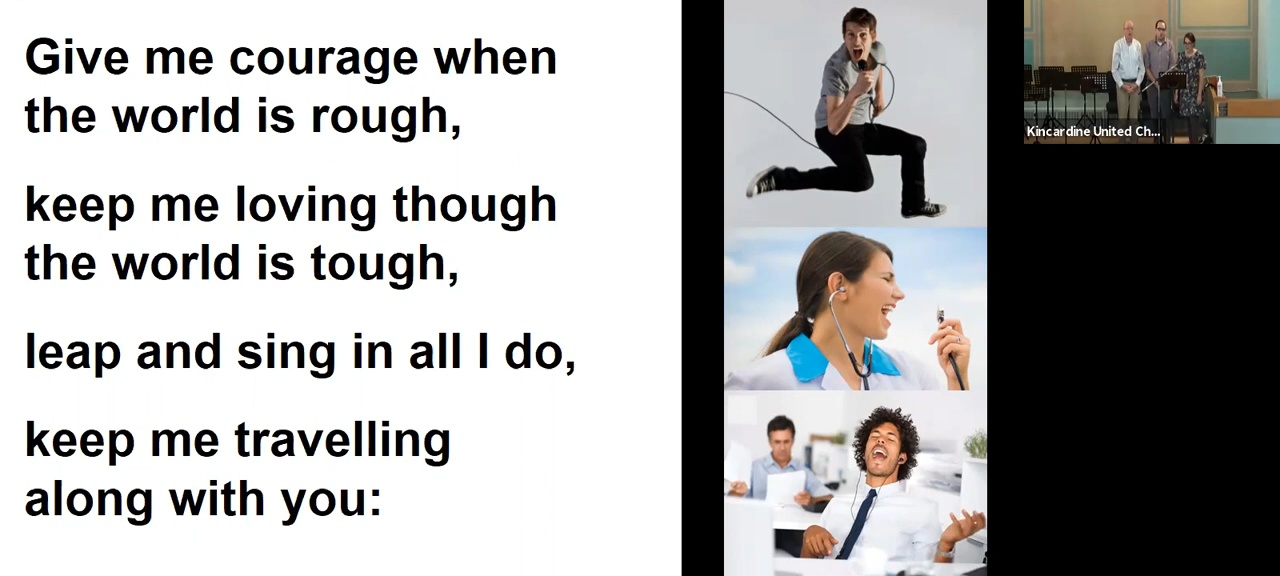 Give me courage when
the world is rough,
keep me loving though
the world is tough,
leap and sing in all I do,
keep me travelling
along with you:
Kincardine United Ch...